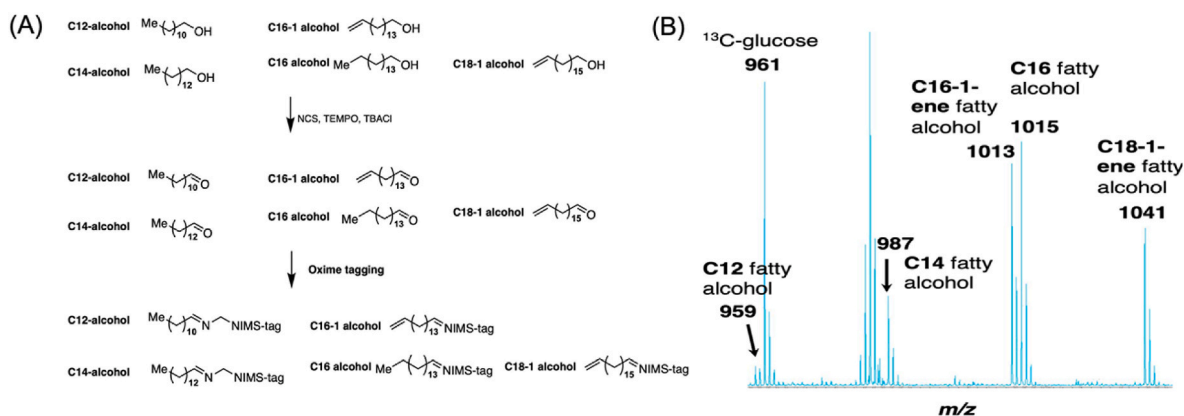 (A)
C12-alcohol Me 10 OH
C16-1 alcohol 13 OH
C14-alcohol Me 12 OH
C16 alcohol Me 13 OH
C18-1 alcohol 15 OH
NCS, TEMPO, TBACl
C12-alcohol Me 10 O
C16-1 alcohol 13 O
C14-alcohol Me 12 O
C16 alcohol Me 13 O
C18-1 alcohol 15 O
Oxime tagging
C12-alcohol Me 10 N NIMS-tag
C16-1 alcohol 13 NIMS-tag
C14-alcohol Me 12 N NIMS-tag
C16 alcohol Me 13 NIMS-tag
C18-1 alcohol 15 NIMS-tag
(B)
¹³C-glucose
961
C12 fatty
alcohol
959
987
C14 fatty
alcohol
C16-1-
ene fatty
alcohol
1013
C16 fatty
alcohol
1015
C18-1-
ene fatty
alcohol
1041
m/z